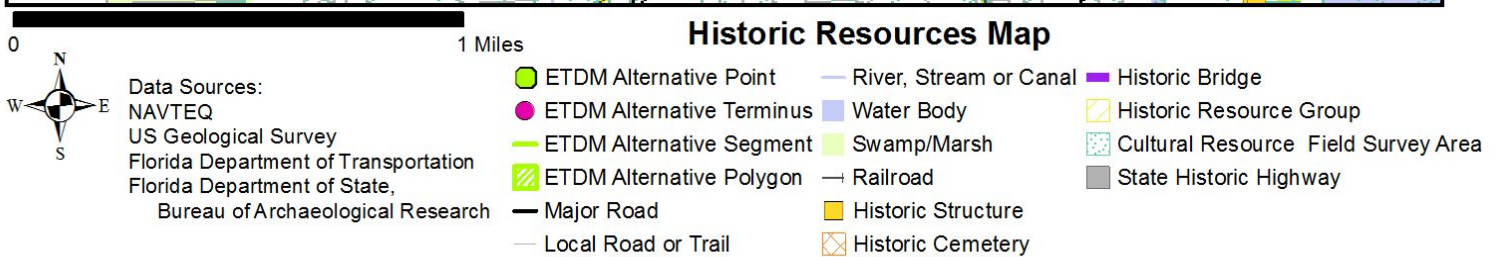 0
1 Miles
Historic Resources Map
N
W
E
S
Data Sources:
NAVTEQ
US Geological Survey
Florida Department of Transportation
Florida Department of State,
Bureau of Archaeological Research
ETDM Alternative Point
ETDM Alternative Terminus
ETDM Alternative Segment
ETDM Alternative Polygon
Major Road
Local Road or Trail
River, Stream or Canal
Water Body
Swamp/Marsh
Railroad
Historic Structure
Historic Cemetery
Historic Bridge
Historic Resource Group
Cultural Resource Field Survey Area
State Historic Highway